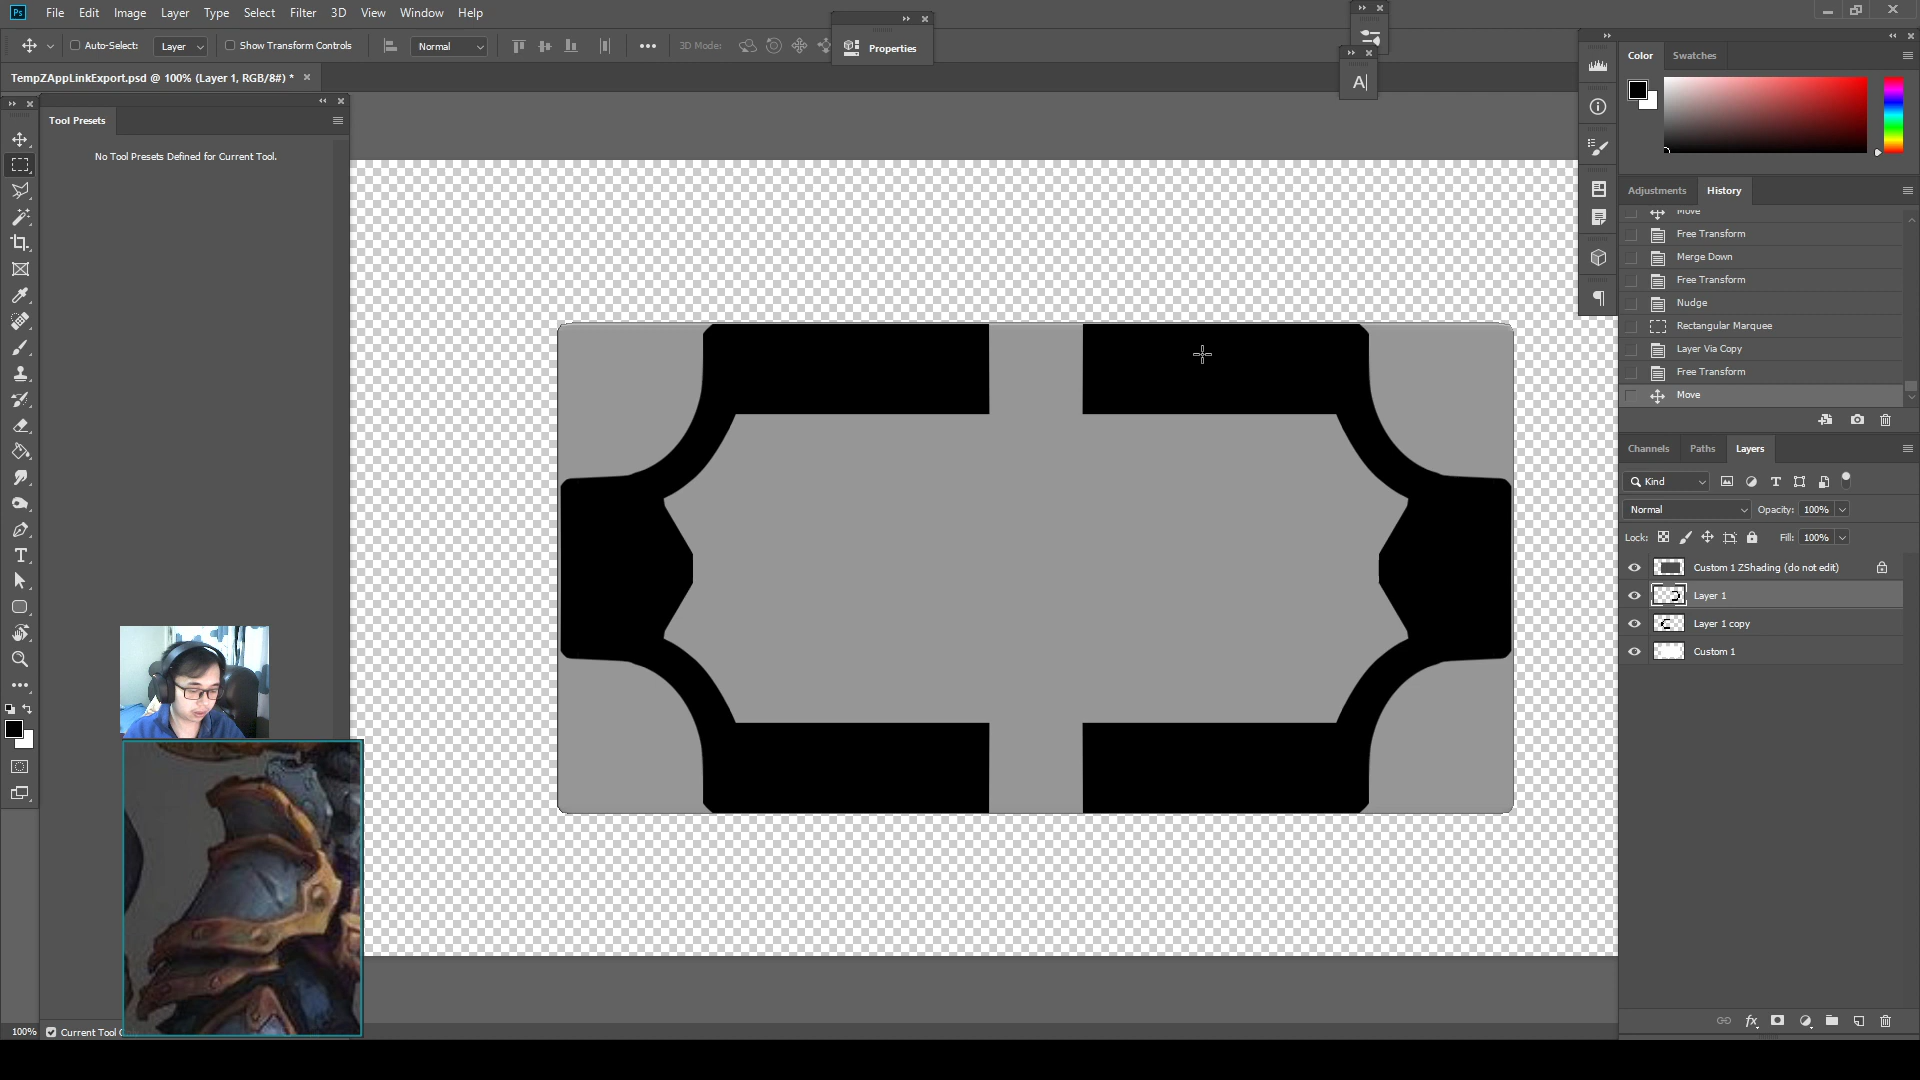 Ps File Edit Image Layer Type Select Filter 3D View Window Help
Auto-Select: Layer Show Transform Controls Normal 3D Mode:
Properties
A
TempZAppLinkExport.psd @ 100% (Layer 1, RGB/8#) *
Tool Presets
No Tool Presets Defined for Current Tool.
Color Swatches
Adjustments History
Move
Free Transform
Merge Down
Free Transform
Nudge
Rectangular Marquee
Layer Via Copy
Free Transform
Move
Channels Paths Layers
Kind
Normal Opacity: 100%
Lock: Fill: 100%
Custom 1 ZShading (do not edit)
Layer 1
Layer 1 copy
Custom 1
100% Current Tool